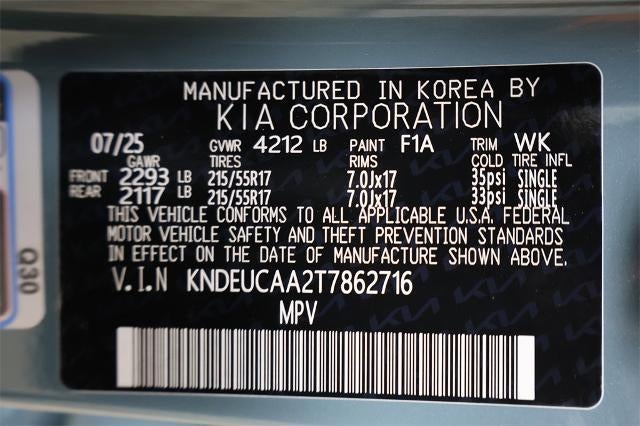 MANUFACTURED IN KOREA BY
KIA CORPORATION
07/25 GVWR 4212 LB PAINT F1A TRIM WK
GAWR TIRES RIMS COLD TIRE INFL
FRONT 2293 LB 215/55R17 7.0Jx17 35psi SINGLE
REAR 2117 LB 215/55R17 7.0Jx17 33psi SINGLE
THIS VEHICLE CONFORMS TO ALL APPLICABLE U.S.A. FEDERAL
MOTOR VEHICLE SAFETY AND THEFT PREVENTION STANDARDS
IN EFFECT ON THE DATE OF MANUFACTURE SHOWN ABOVE.
V.I.N KNDEUCAA2T7862716
MPV
Q30